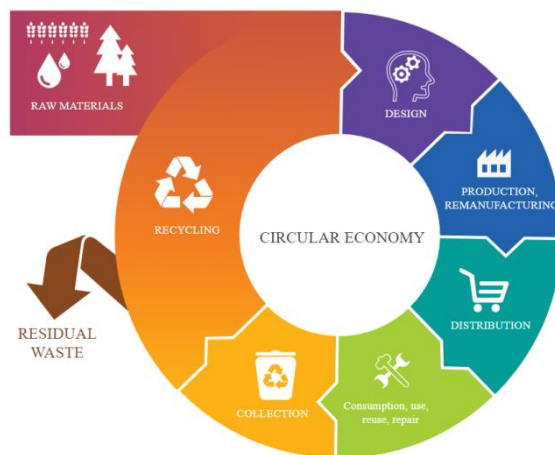 RAW MATERIALS
DESIGN
PRODUCTION,
REMANUFACTURING
RECYCLING
CIRCULAR ECONOMY
DISTRIBUTION
RESIDUAL
WASTE
COLLECTION
Consumption, use,
reuse, repair